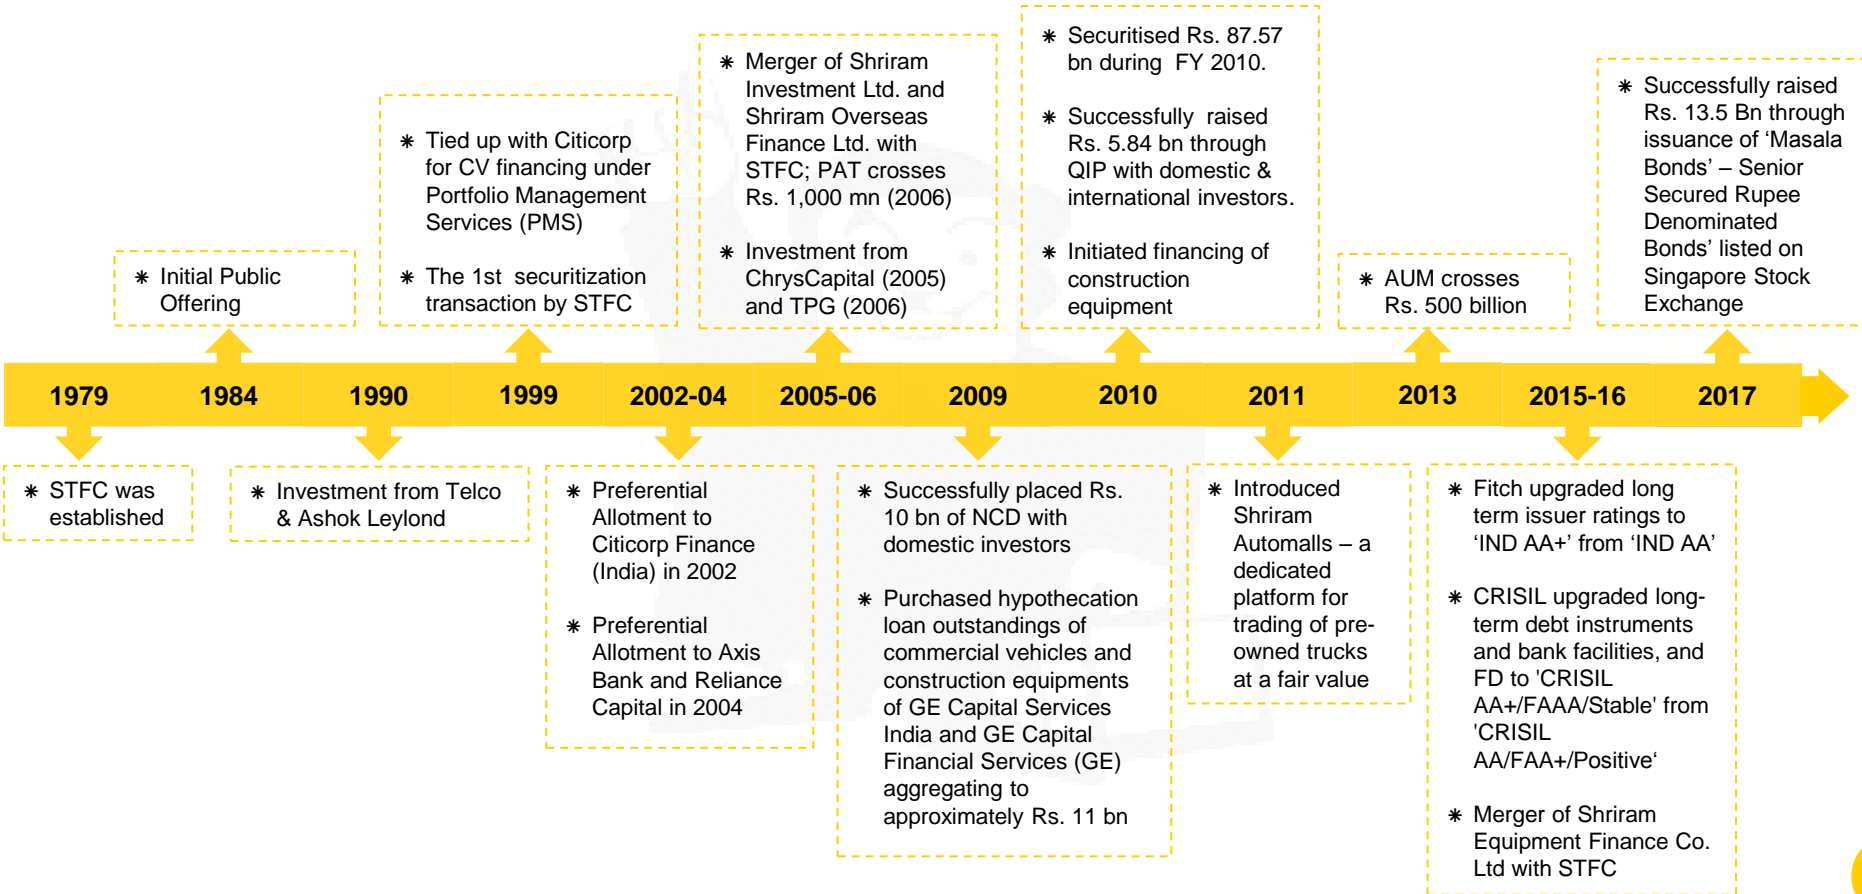 * Securitised Rs. 87.57
bn during FY 2010.
* Successfully raised
Rs. 5.84 bn through
QIP with domestic &
international investors.
* Initiated financing of
construction
equipment
* Merger of Shriram
Investment Ltd. and
Shriram Overseas
Finance Ltd. with
STFC; PAT crosses
Rs. 1,000 mn (2006)
* Investment from
ChrysCapital (2005)
and TPG (2006)
* Successfully raised
Rs. 13.5 Bn through
issuance of ‘Masala
Bonds’ – Senior
Secured Rupee
Denominated
Bonds’ listed on
Singapore Stock
Exchange
* Tied up with Citicorp
for CV financing under
Portfolio Management
Services (PMS)
* The 1st securitization
transaction by STFC
* Initial Public
Offering
* AUM crosses
Rs. 500 billion
1979 1984 1990 1999 2002-04 2005-06 2009 2010 2011 2013 2015-16 2017
* STFC was
established
* Investment from Telco
& Ashok Leylond
* Preferential
Allotment to
Citicorp Finance
(India) in 2002
* Preferential
Allotment to Axis
Bank and Reliance
Capital in 2004
* Successfully placed Rs.
10 bn of NCD with
domestic investors
* Purchased hypothecation
loan outstandings of
commercial vehicles and
construction equipments
of GE Capital Services
India and GE Capital
Financial Services (GE)
aggregating to
approximately Rs. 11 bn
* Introduced
Shriram
Automalls – a
dedicated
platform for
trading of pre-
owned trucks
at a fair value
* Fitch upgraded long
term issuer ratings to
‘IND AA+’ from ‘IND AA’
* CRISIL upgraded long-
term debt instruments
and bank facilities, and
FD to 'CRISIL
AA+/FAAA/Stable' from
'CRISIL
AA/FAA+/Positive‘
* Merger of Shriram
Equipment Finance Co.
Ltd with STFC